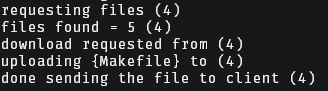 requesting files (4)
files found = 5 (4)
download requested from (4)
uploading {Makefile} to (4)
done sending the file to client (4)